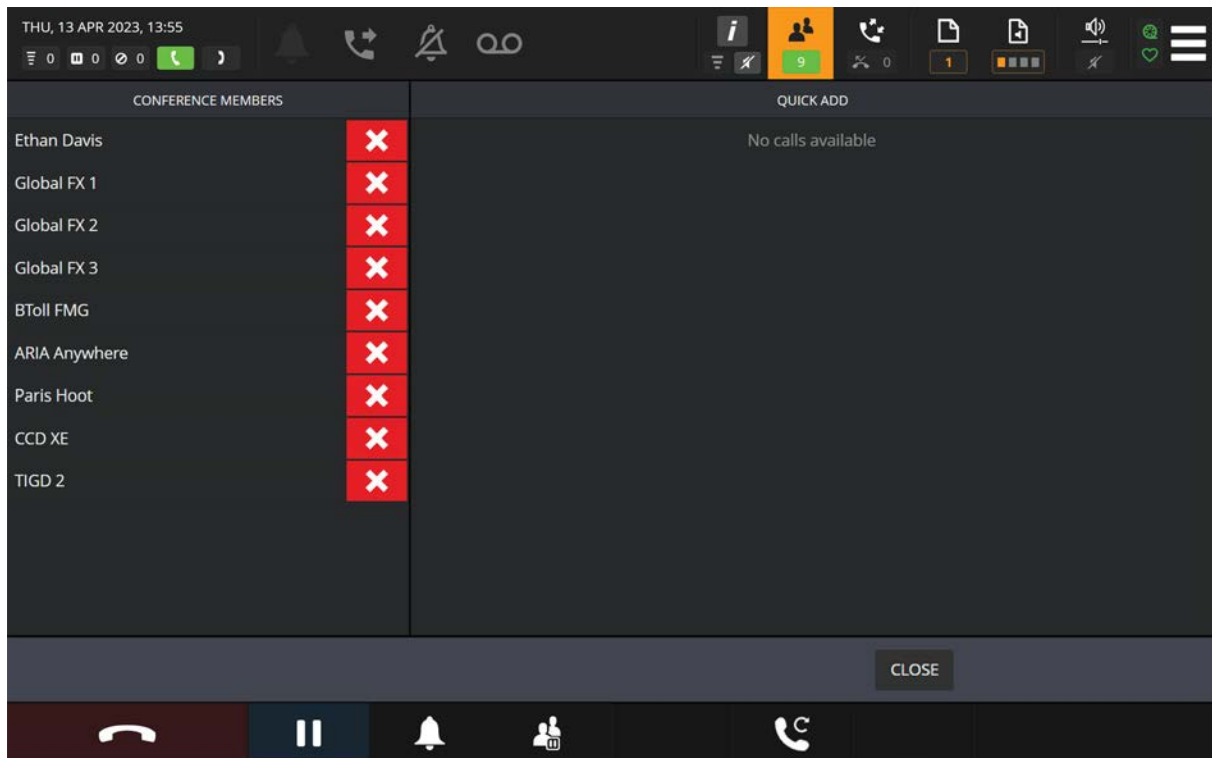 THU, 13 APR 2023, 13:55
0 0 0
i
9
0
1
CONFERENCE MEMBERS
QUICK ADD
Ethan Davis
No calls available
Global FX 1
Global FX 2
Global FX 3
BToll FMG
ARIA Anywhere
Paris Hoot
CCD XE
TIGD 2
CLOSE